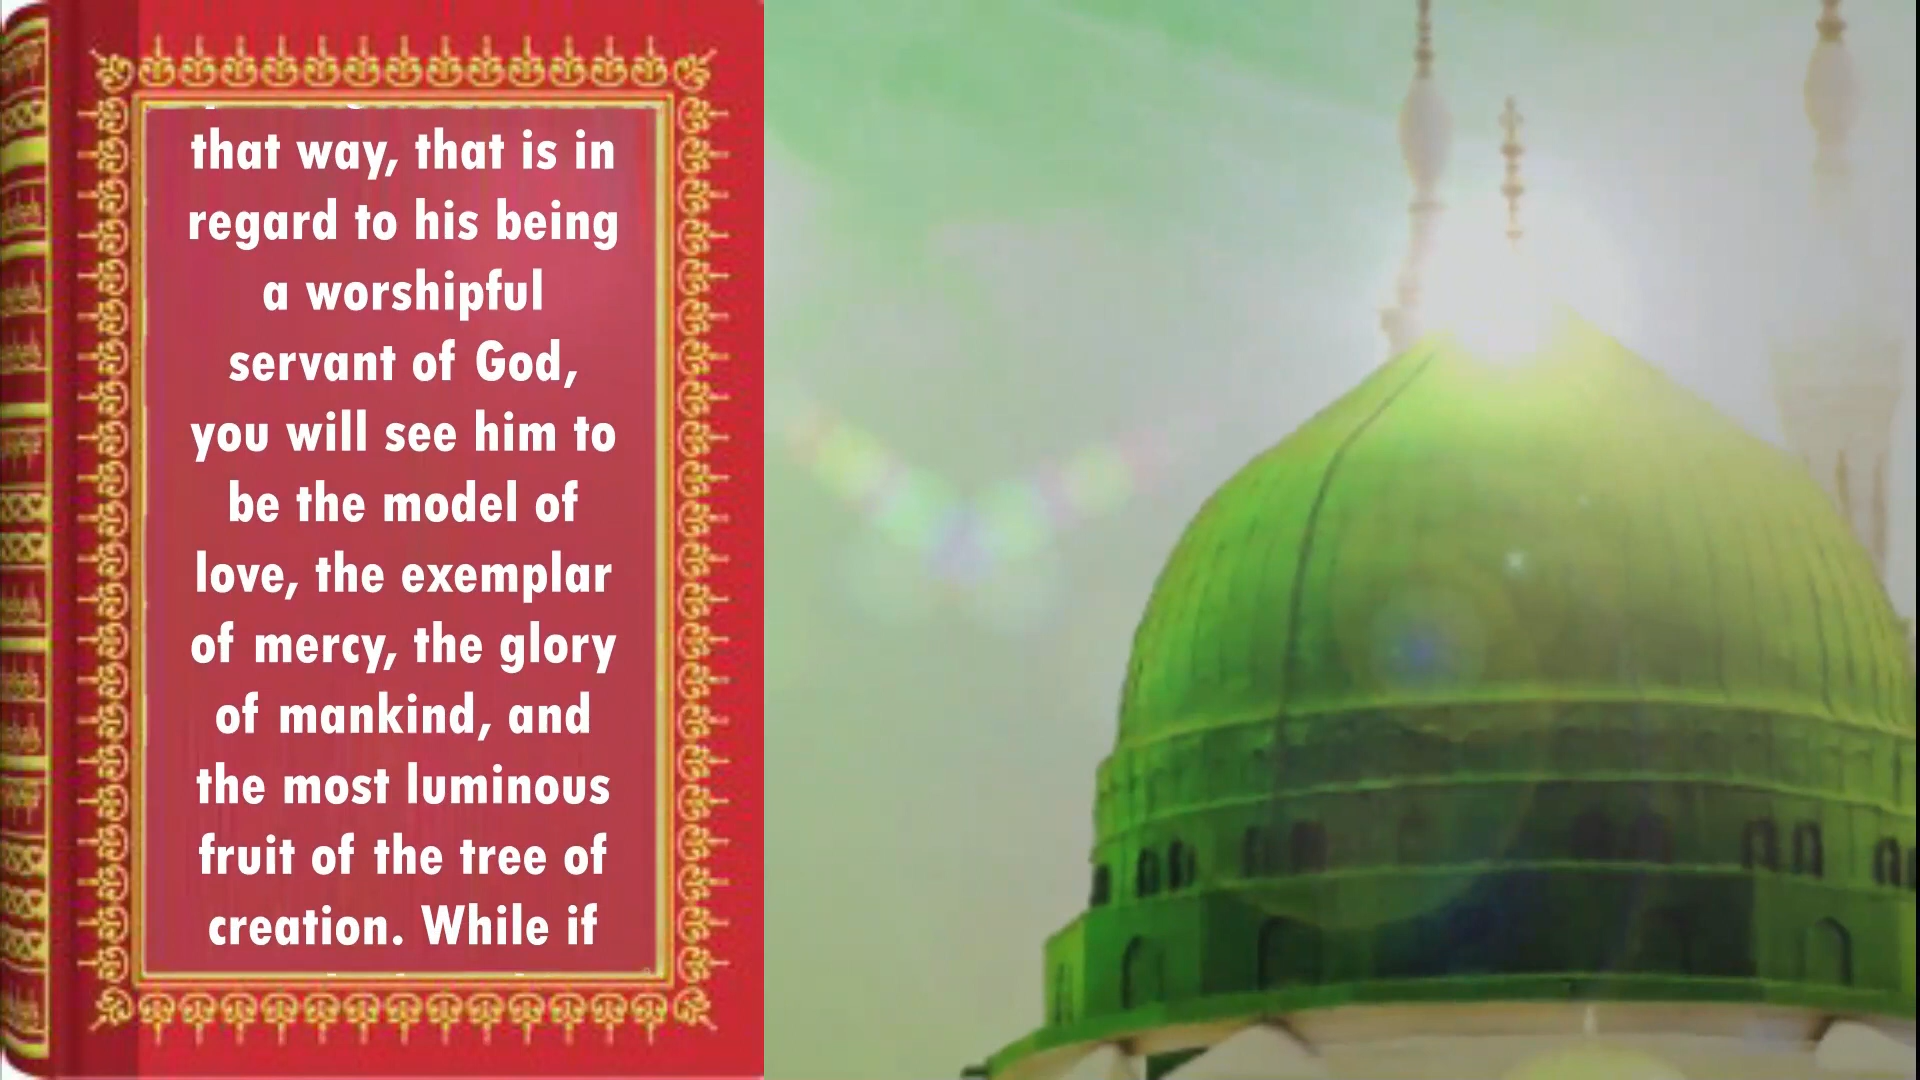 that way, that is in
regard to his being
a worshipful
servant of God,
you will see him to
be the model of
love, the exemplar
of mercy, the glory
of mankind, and
the most luminous
fruit of the tree of
creation. While if